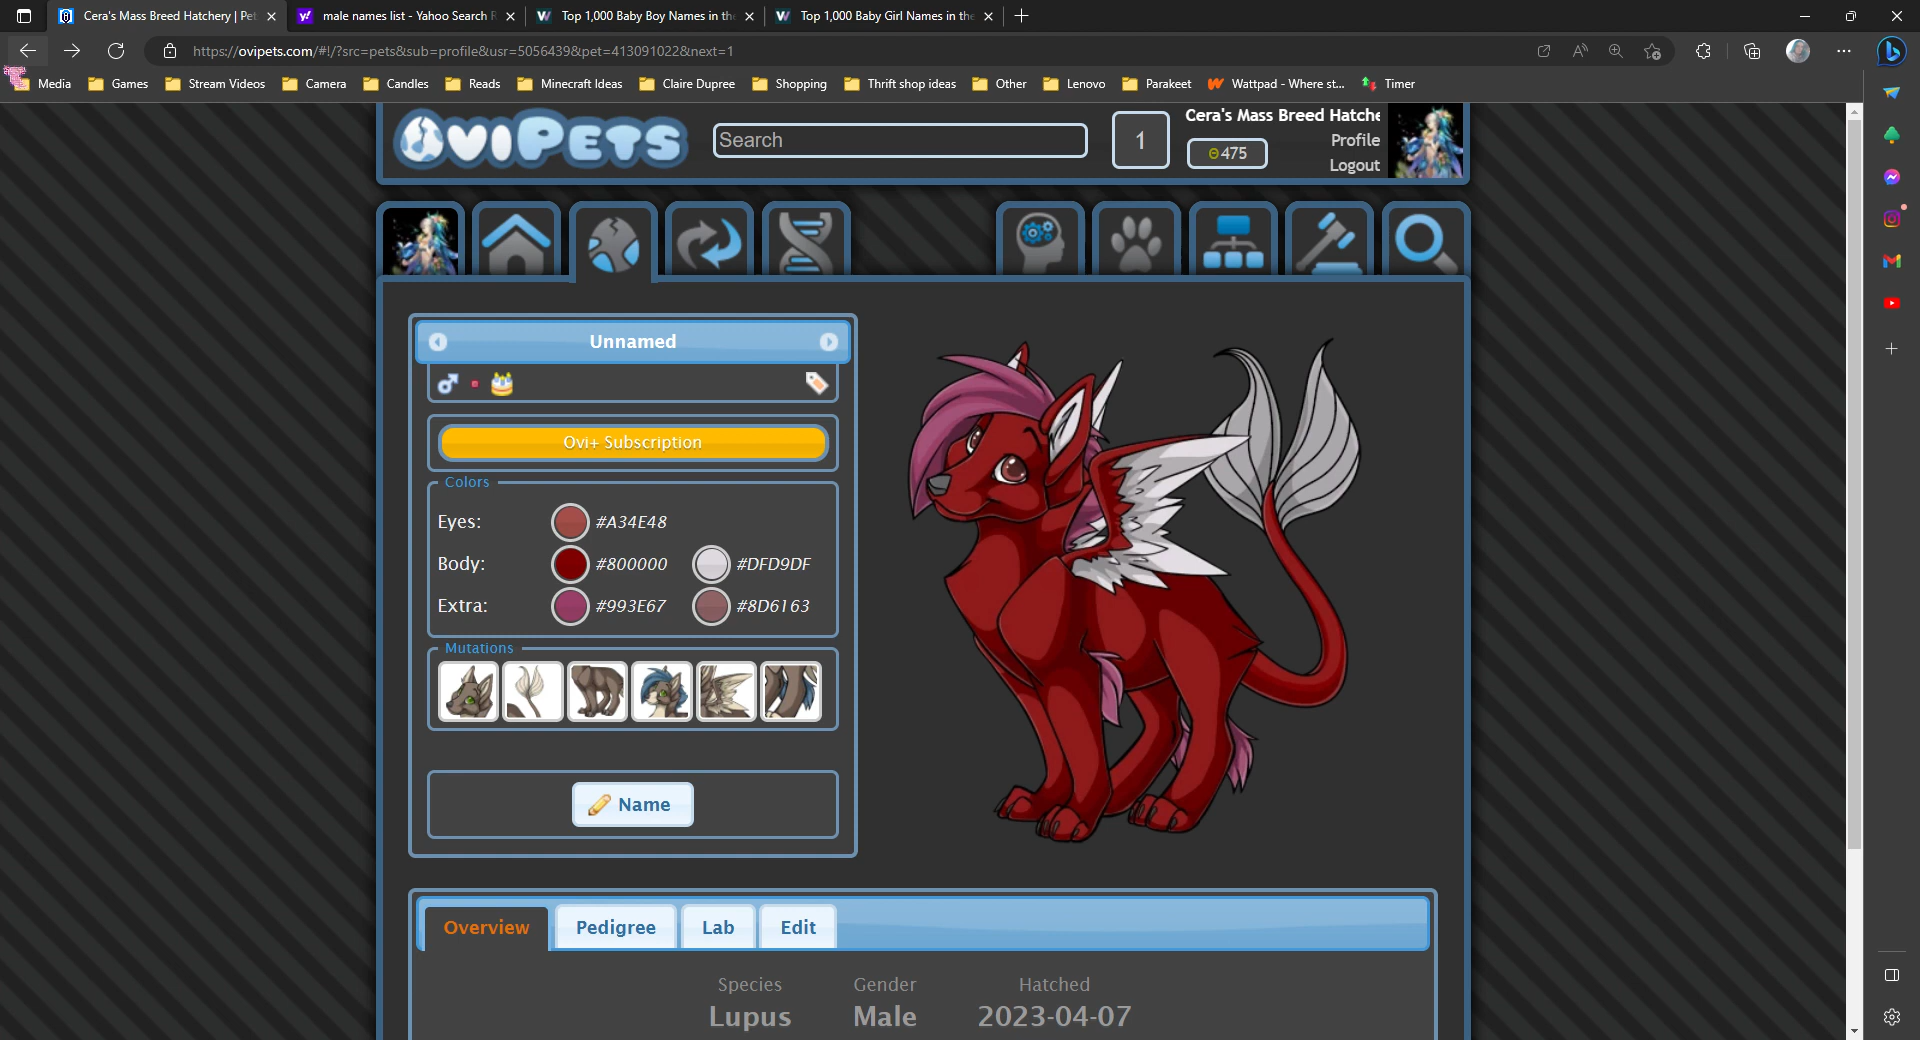 Cera's Mass Breed Hatchery | Pet
male names list - Yahoo Search R
Top 1,000 Baby Boy Names in the
Top 1,000 Baby Girl Names in the
https://ovipets.com/#!/?src=pets&sub=profile&usr=5056439&pet=413091022&next=1
Media
Games
Stream Videos
Camera
Candles
Reads
Minecraft Ideas
Claire Dupree
Shopping
Thrift shop ideas
Other
Lenovo
Parakeet
Wattpad - Where st...
Timer
OviPets
Search
1
Cera's Mass Breed Hatche
475
Profile
Logout
Unnamed
Ovi+ Subscription
Colors
Eyes: #A34E48
Body: #800000 #DFD9DF
Extra: #993E67 #8D6163
Mutations
Name
Overview
Pedigree
Lab
Edit
Species Gender Hatched
Lupus Male 2023-04-07